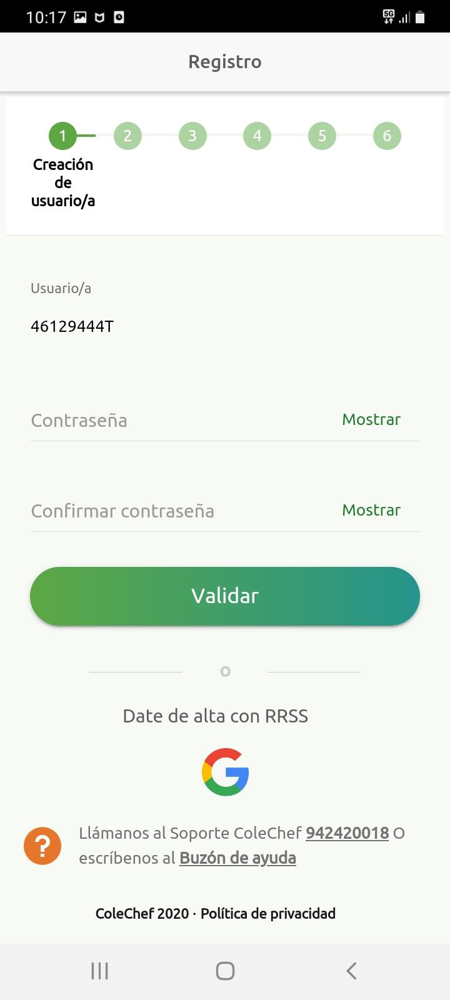 10:17 5G
Registro
1 2 3 4 5 6
Creación
de
usuario/a
Usuario/a
46129444T
Contraseña Mostrar
Confirmar contraseña Mostrar
Validar
o
Date de alta con RRSS
G
? Llámanos al Soporte ColeChef 942420018 O
escríbenos al Buzón de ayuda
ColeChef 2020 · Política de privacidad